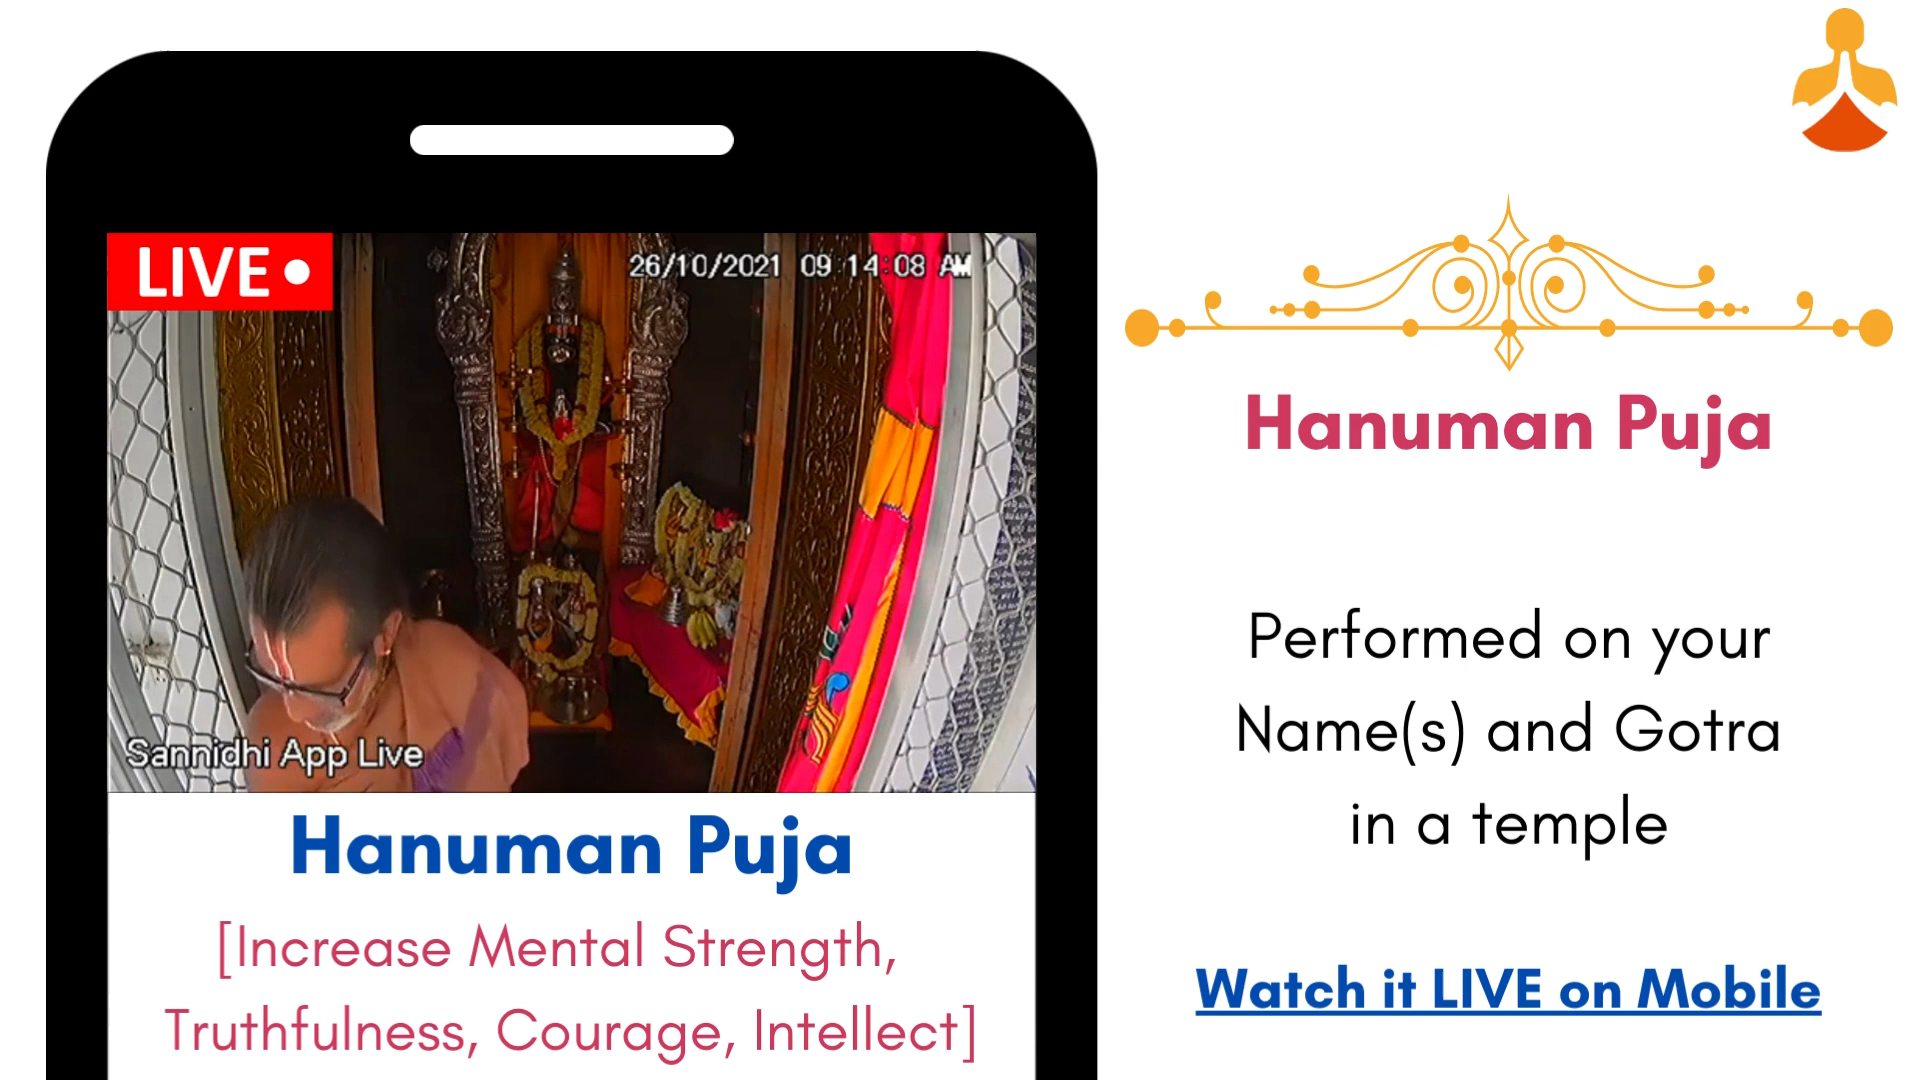 LIVE
26/10/2021 09:14:08 AM
Sannidhi App Live
Hanuman Puja
[Increase Mental Strength,
Truthfulness, Courage, Intellect]
Hanuman Puja
Performed on your
Name(s) and Gotra
in a temple
Watch it LIVE on Mobile